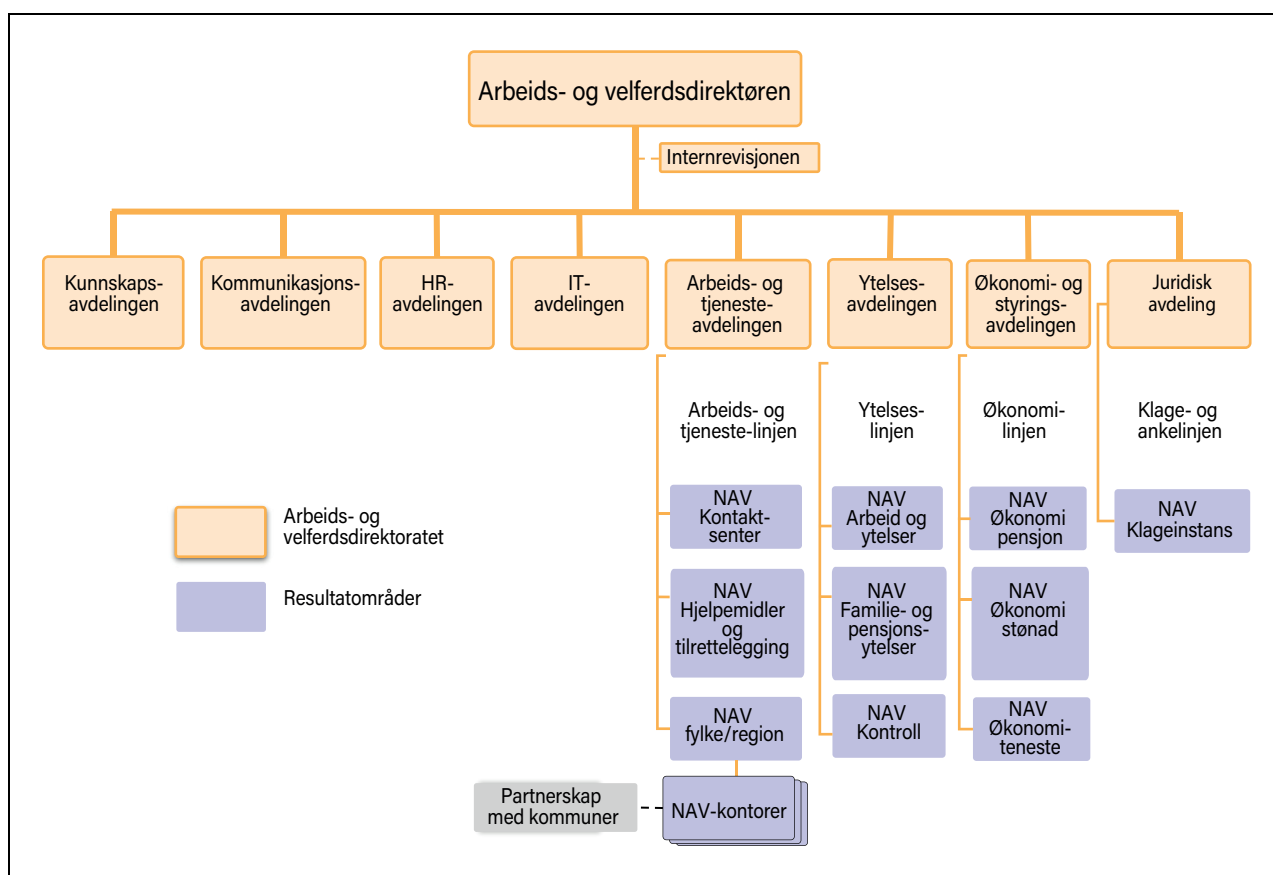 Arbeids- og velferdsdirektøren
Internrevisjonen
Kunnskaps-
avdelingen
Kommunikasjons-
avdelingen
HR-
avdelingen
IT-
avdelingen
Arbeids- og
tjeneste-
avdelingen
Ytelses-
avdelingen
Økonomi- og
styrings-
avdelingen
Juridisk
avdeling
Arbeids- og
tjeneste-linjen
Ytelses-
linjen
Økonomi-
linjen
Klage- og
ankelinjen
NAV
Kontakt-
senter
NAV
Arbeid og
ytelser
NAV
Økonomi
pensjon
NAV
Klageinstans
Arbeids- og
velferdsdirektoratet
Resultatområder
NAV
Hjelpemidler
og
tilrettelegging
NAV
Familie- og
pensjons-
ytelser
NAV
Økonomi
stønad
NAV
fylke/region
NAV
Kontroll
NAV
Økonomi-
teneste
Partnerskap
med kommuner
NAV-kontorer